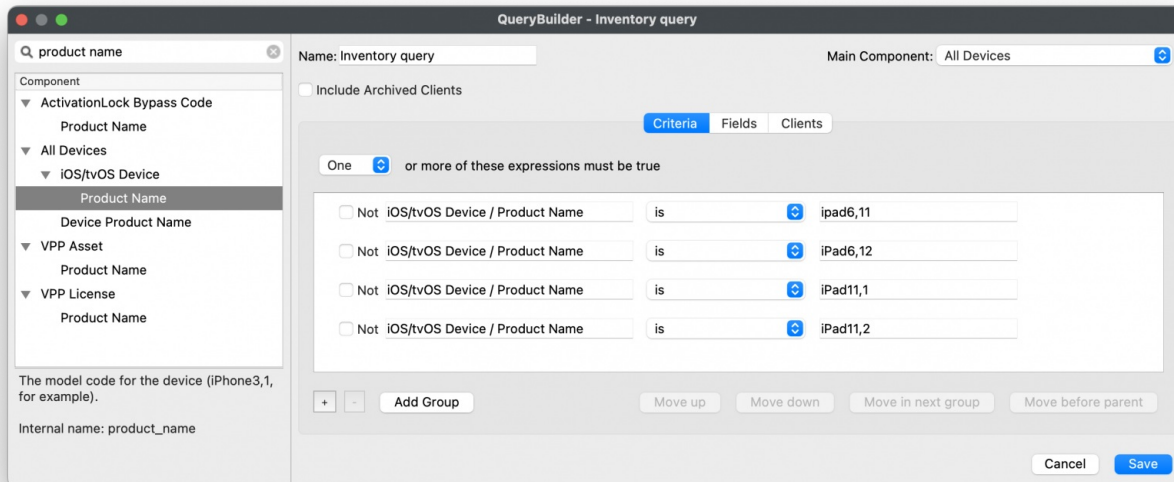 QueryBuilder - Inventory query
product name
Component
ActivationLock Bypass Code
Product Name
All Devices
iOS/tvOS Device
Product Name
Device Product Name
VPP Asset
Product Name
VPP License
Product Name
The model code for the device (iPhone3,1,
for example).
Internal name: product_name
Name: Inventory query
Main Component: All Devices
Include Archived Clients
Criteria Fields Clients
One or more of these expressions must be true
Not iOS/tvOS Device / Product Name is ipad6,11
Not iOS/tvOS Device / Product Name is iPad6,12
Not iOS/tvOS Device / Product Name is iPad11,1
Not iOS/tvOS Device / Product Name is iPad11,2
+ - Add Group Move up Move down Move in next group Move before parent
Cancel Save